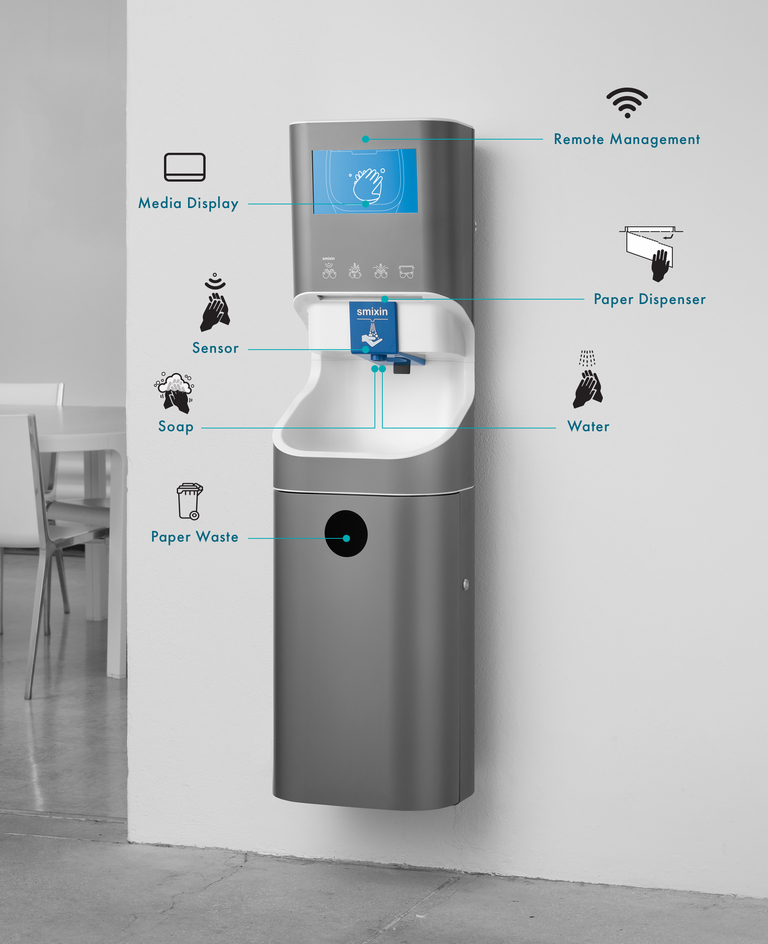 Remote Management
Media Display
Paper Dispenser
smixin
Sensor
Soap
Water
Paper Waste